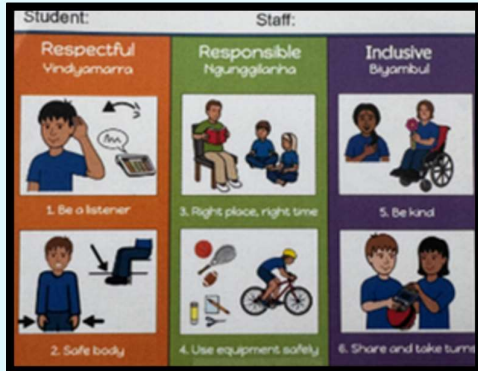 Student: Staff:
Respectful
Yindyamarra
Responsible
Ngunggilanha
Inclusive
Biyambul
1. Be a listener
3. Right place, right time
5. Be kind
2. Safe body
4. Use equipment safely
6. Share and take turns